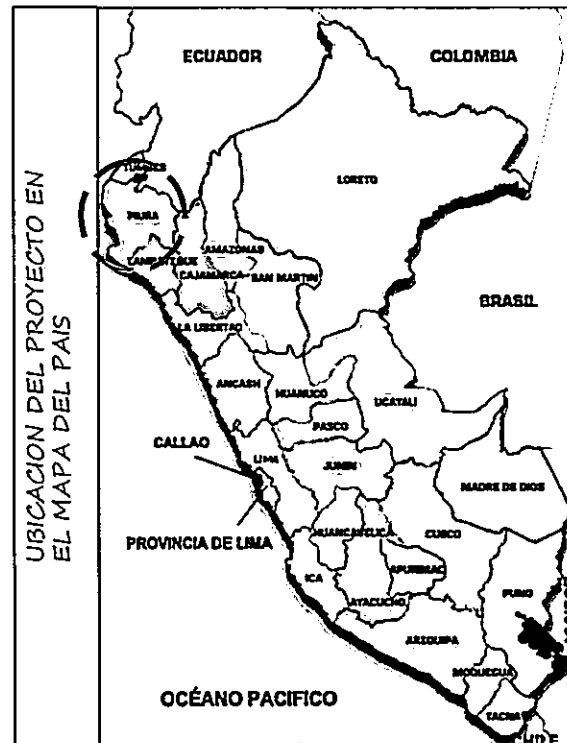 UBICACION DEL PROYECTO EN
EL MAPA DEL PAIS
ECUADOR
COLOMBIA
TUMBES
LORETO
PIURA
AMAZONAS
CAJAMARCA
SAN MARTIN
BRASIL
LA LIBERTAD
ANCASH
HUANUCO
UCAYALI
PASCO
CALLAO
LIMA
JUNIN
MADRE DE DIOS
PROVINCIA DE LIMA
HUANCAVELICA
CUSCO
ICA
APURIMAC
PUNO
AYACUCHO
AREQUIPA
MOQUEGUA
OCÉANO PACIFICO
TACNA
CHILE